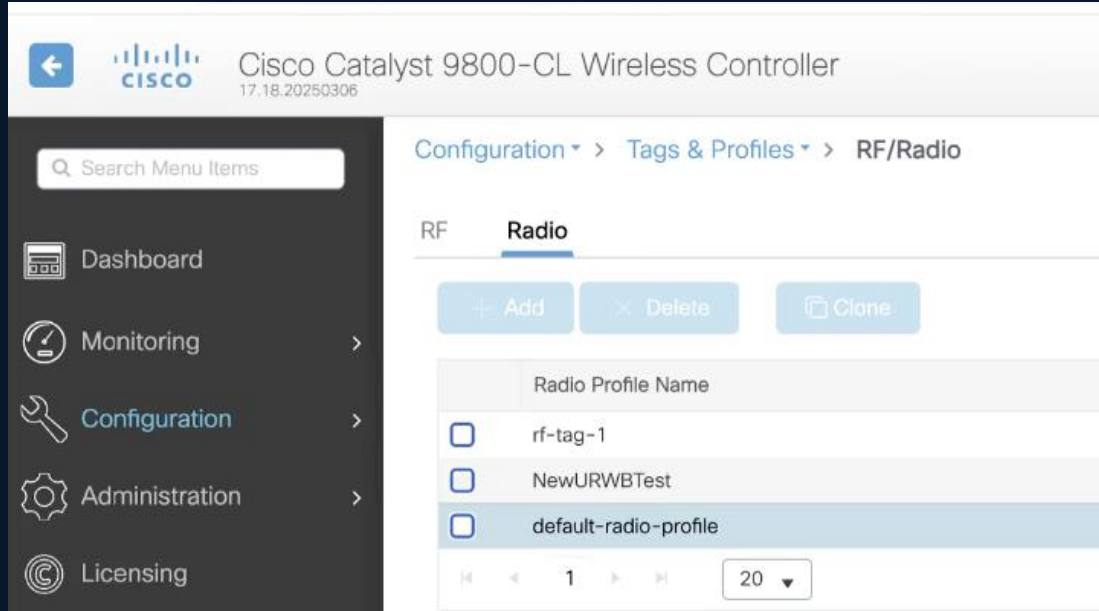 CISCO
Cisco Catalyst 9800-CL Wireless Controller
17.18.20250306
Search Menu Items
Dashboard
Monitoring
Configuration
Administration
Licensing
Configuration > Tags & Profiles > RF/Radio
RF Radio
+ Add × Delete Clone
Radio Profile Name
rf-tag-1
NewURWBTest
default-radio-profile
1 20